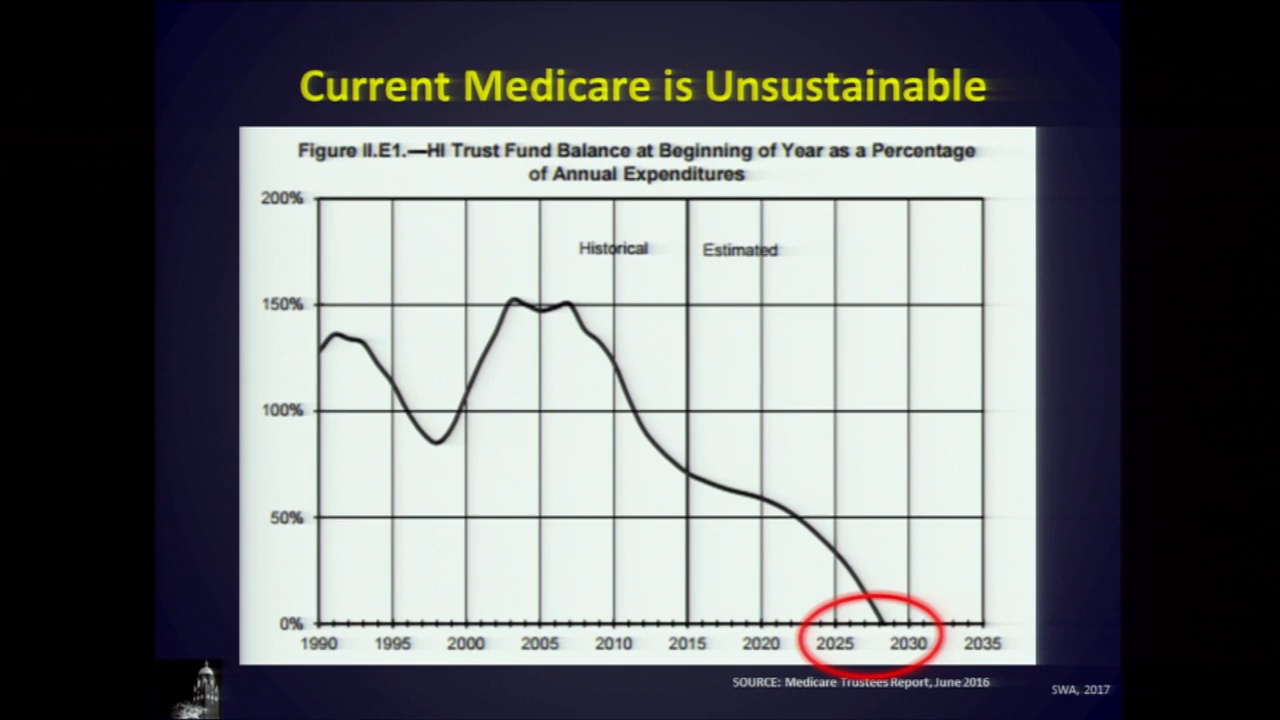 Current Medicare is Unsustainable
Figure II.E1.—HI Trust Fund Balance at Beginning of Year as a Percentage
of Annual Expenditures
200%
Historical
Estimated
150%
100%
50%
0%
1990 1995 2000 2005 2010 2015 2020 2025 2030 2035
SOURCE: Medicare Trustees Report, June 2016
SWA, 2017